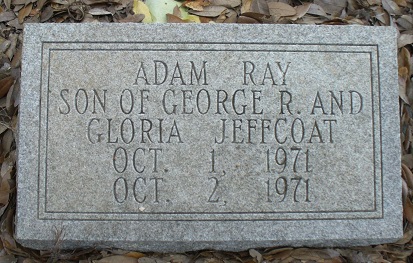 ADAM RAY
SON OF GEORGE R. AND
GLORIA JEFFCOAT
OCT. 1, 1971
OCT. 2, 1971